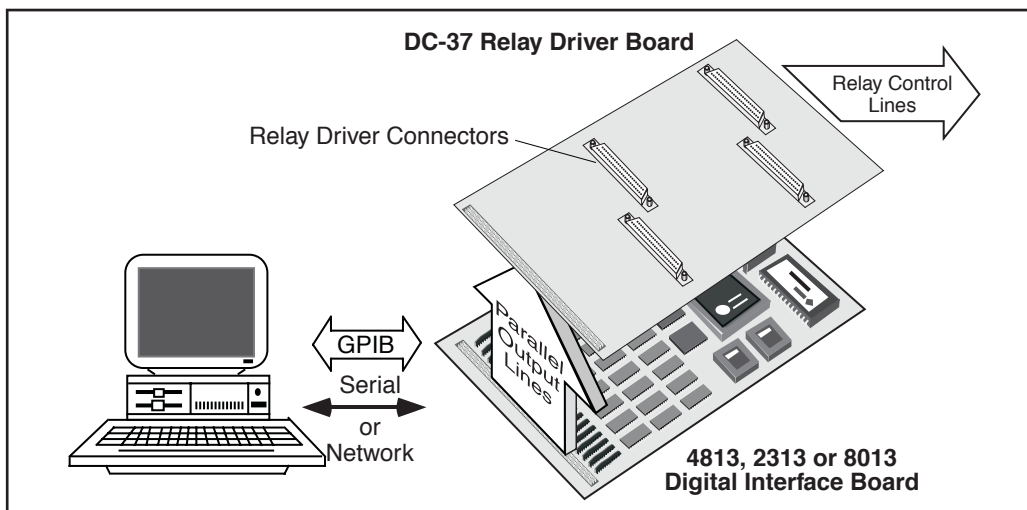 DC-37 Relay Driver Board
Relay Control
Lines
Relay Driver Connectors
GPIB
Serial
or
Network
Parallel
Output
Lines
4813, 2313 or 8013
Digital Interface Board